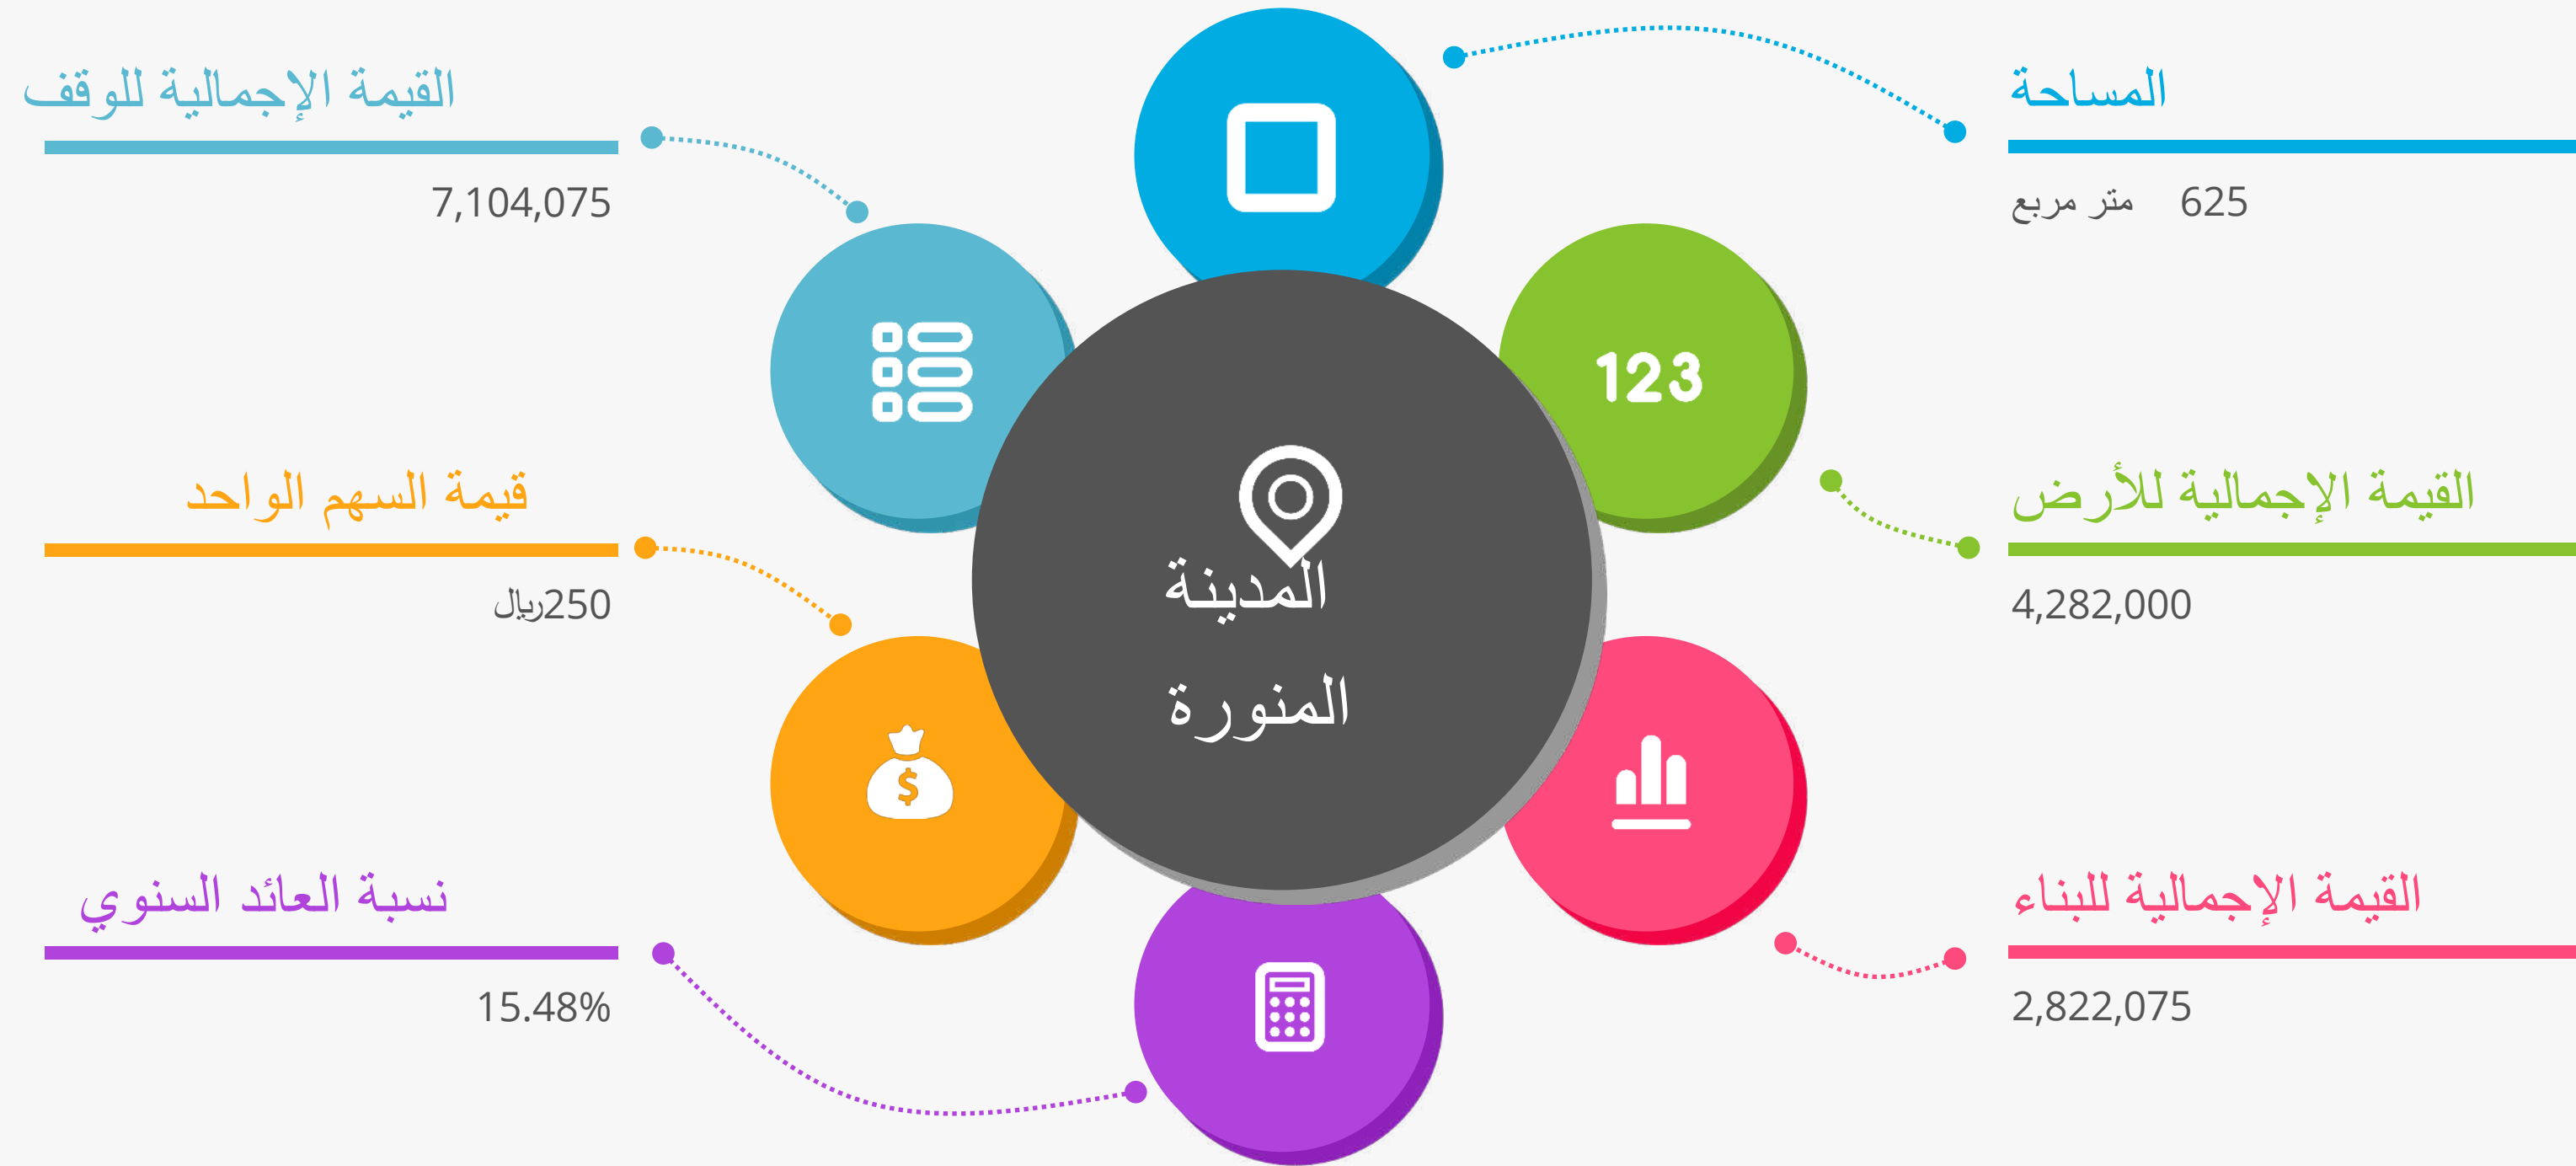 المساحة
625 متر مربع
القيمة الإجمالية للأرض
4,282,000
القيمة الإجمالية للبناء
2,822,075
123
المدينة
المنورة
$
القيمة الإجمالية للوقف
7,104,075
قيمة السهم الواحد
250ريال
نسبة العائد السنوي
15.48%